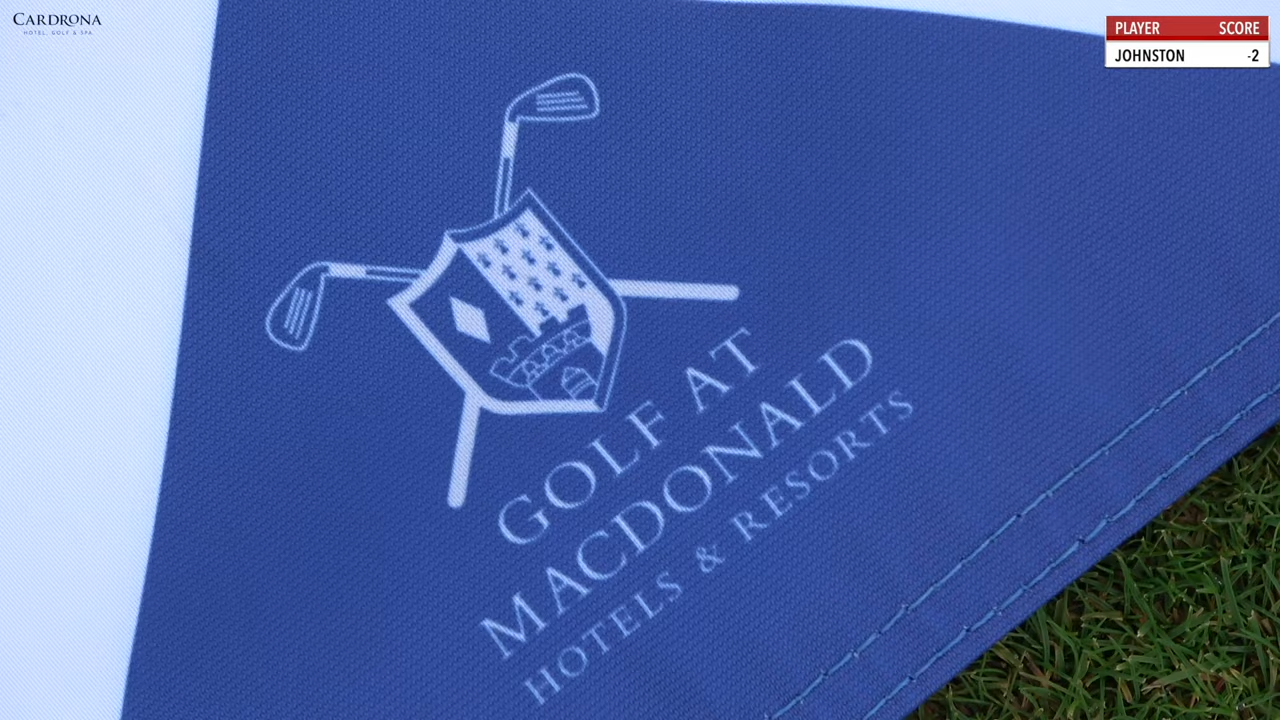 CARDRONA
HOTEL, GOLF & SPA
PLAYER SCORE
JOHNSTON -2
GOLF AT
MACDONALD
HOTELS & RESORTS